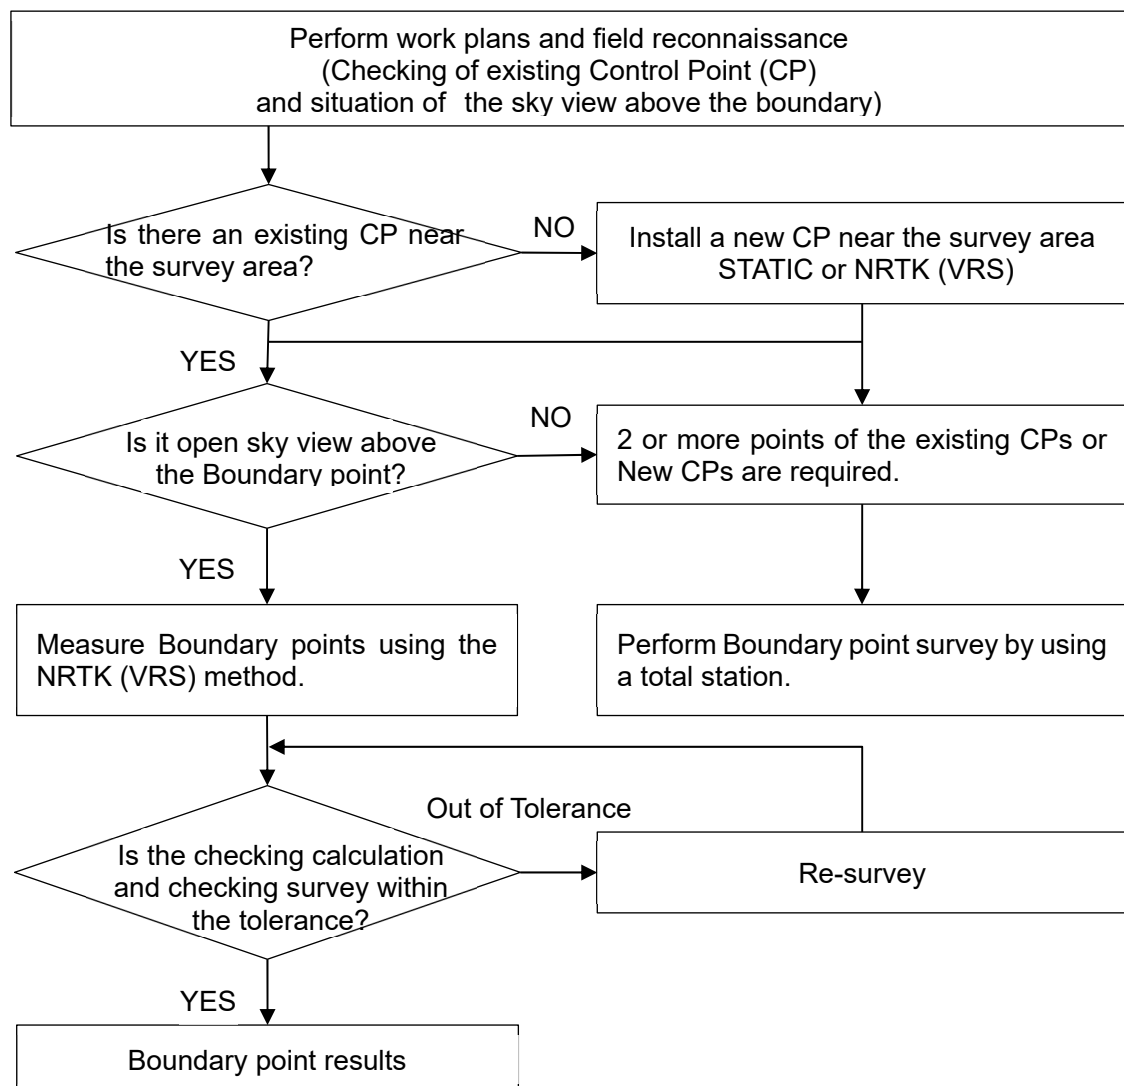 Perform work plans and field reconnaissance
(Checking of existing Control Point (CP)
and situation of the sky view above the boundary)
Is there an existing CP near
the survey area?
NO
Install a new CP near the survey area
STATIC or NRTK (VRS)
YES
Is it open sky view above
the Boundary point?
NO
2 or more points of the existing CPs or
New CPs are required.
YES
Measure Boundary points using the
NRTK (VRS) method.
Perform Boundary point survey by using
a total station.
Out of Tolerance
Is the checking calculation
and checking survey within
the tolerance?
Re-survey
YES
Boundary point results